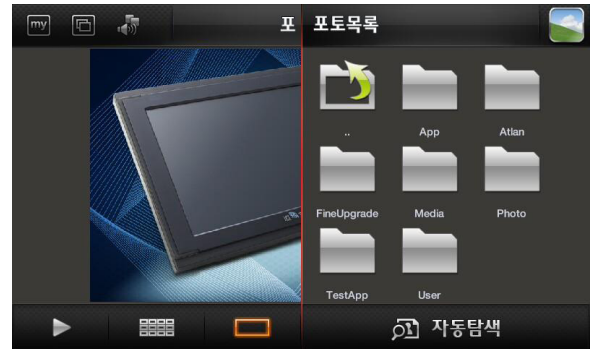 my
포
포토목록
..
App
Atlan
FineUpgrade
Media
Photo
TestApp
User
자동탐색